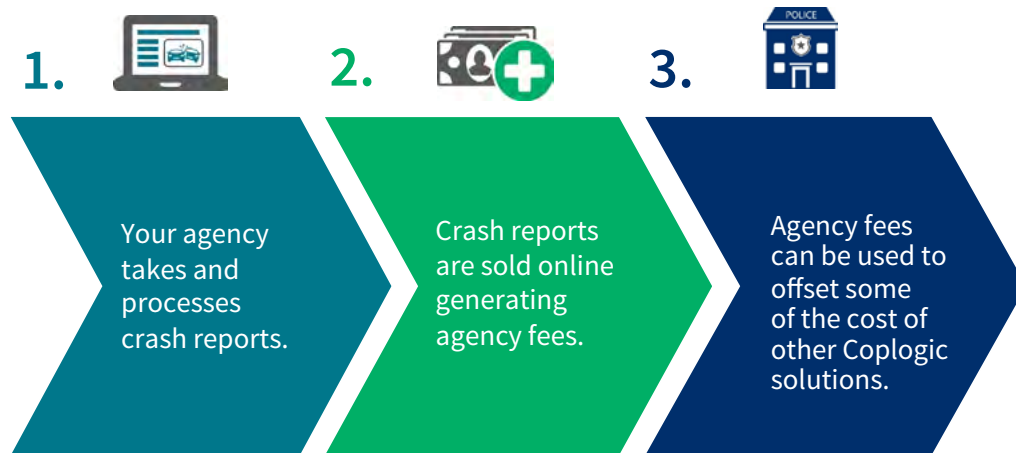 1.
2.
3.
POLICE
Your agency
takes and
processes
crash reports.
Crash reports
are sold online
generating
agency fees.
Agency fees
can be used to
offset some
of the cost of
other Coplogic
solutions.